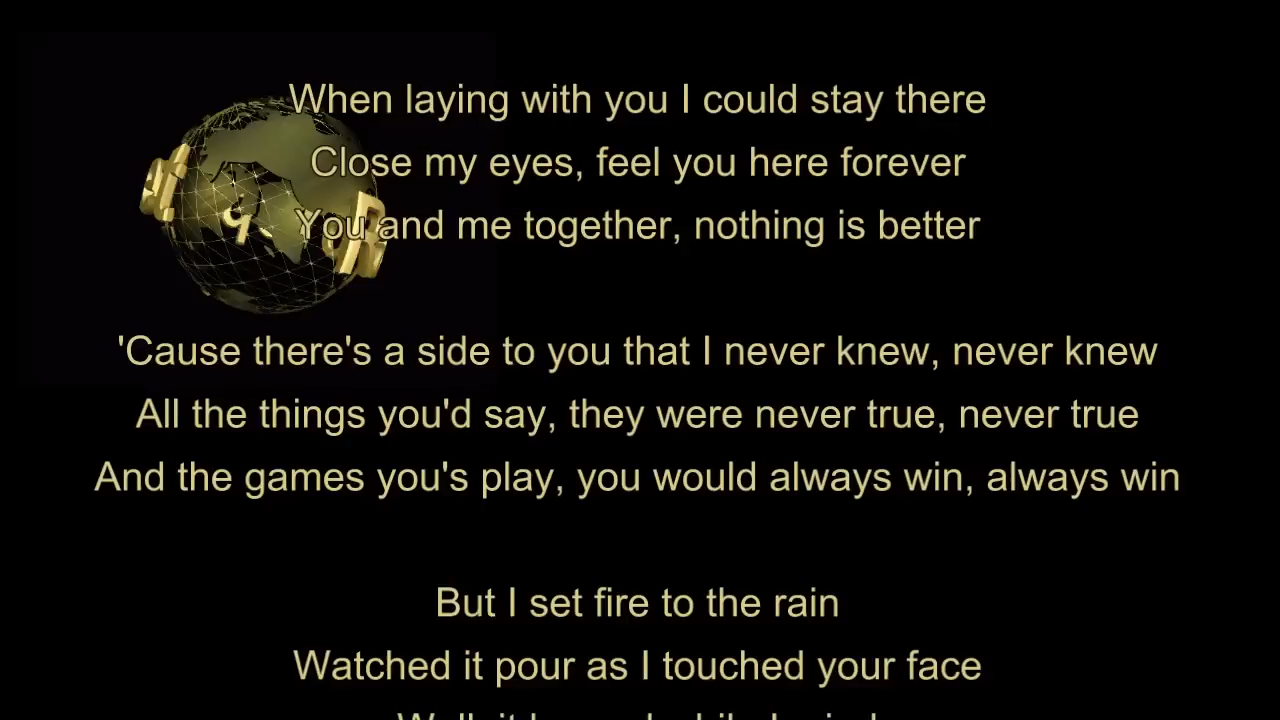 When laying with you I could stay there
Close my eyes, feel you here forever
You and me together, nothing is better
'Cause there's a side to you that I never knew, never knew
All the things you'd say, they were never true, never true
And the games you's play, you would always win, always win
But I set fire to the rain
Watched it pour as I touched your face